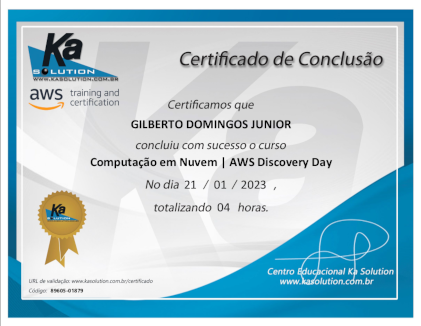 Ka
SOLUTION
WWW.KASOLUTION.COM.BR
aws training and
certification
Certificado de Conclusão
Certificamos que
GILBERTO DOMINGOS JUNIOR
concluiu com sucesso o curso
Computação em Nuvem | AWS Discovery Day
No dia 21 / 01 / 2023 ,
totalizando 04 horas.
Ka
SOLUTION
URL de validação: www.kasolution.com.br/certificado
Código: 89605-01879
Centro Educacional Ka Solution
www.kasolution.com.br